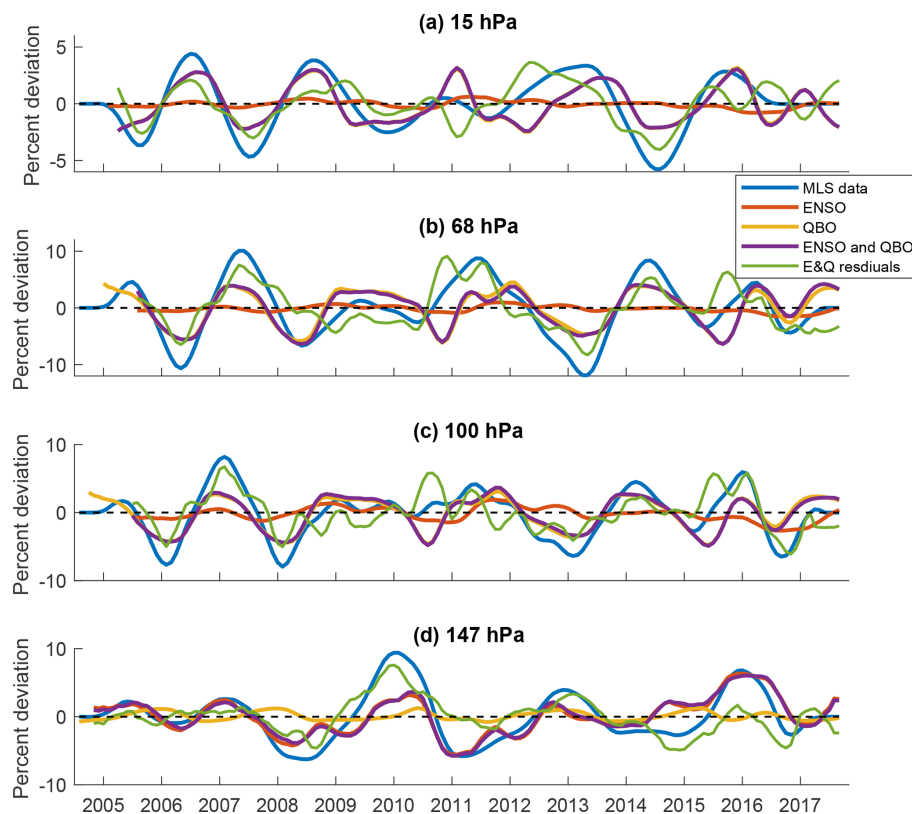 (a) 15 hPa
Percent deviation
5
0
-5
MLS data
ENSO
QBO
ENSO and QBO
E&Q resdiuals
(b) 68 hPa
Percent deviation
10
0
-10
(c) 100 hPa
Percent deviation
10
0
-10
(d) 147 hPa
Percent deviation
10
0
-10
2005 2006 2007 2008 2009 2010 2011 2012 2013 2014 2015 2016 2017